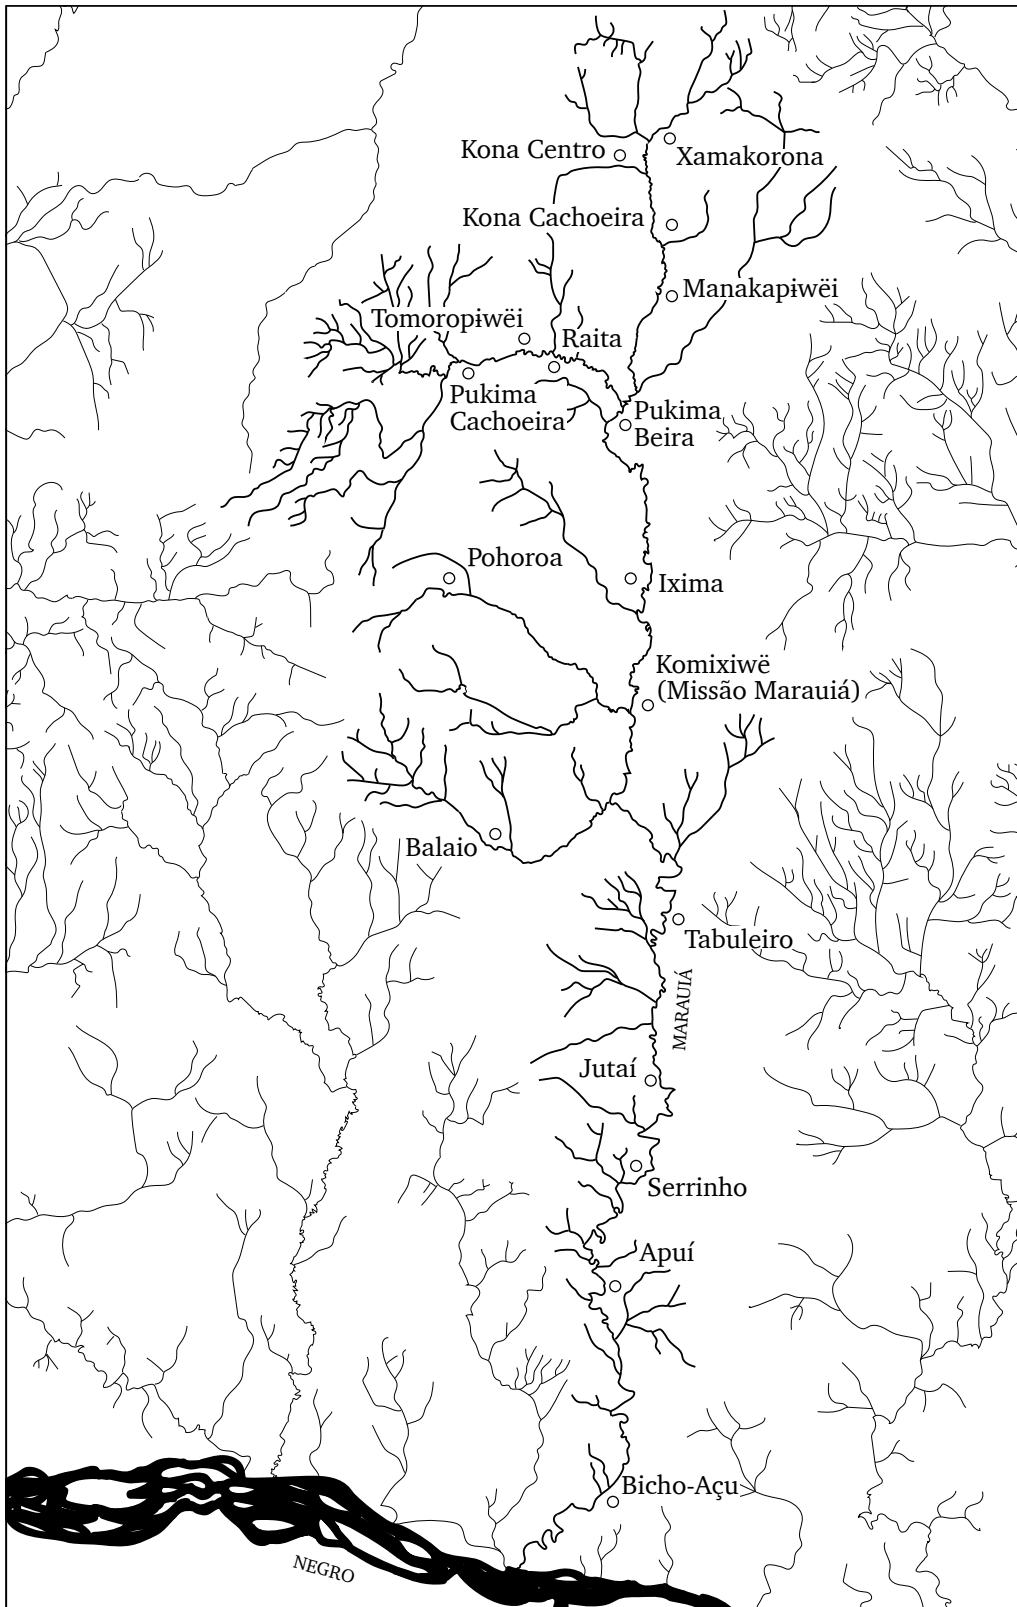 Kona Centro
Xamakorona
Kona Cachoeira
Manakapɨwëi
Tomoropɨwëi
Raita
Pukima
Cachoeira
Pukima
Beira
Pohoroa
Ixima
Komixiwë
(Missão Marauiá)
Balaio
Tabuleiro
MARAUIÁ
Jutaí
Serrinho
Apuí
Bicho-Açu
NEGRO